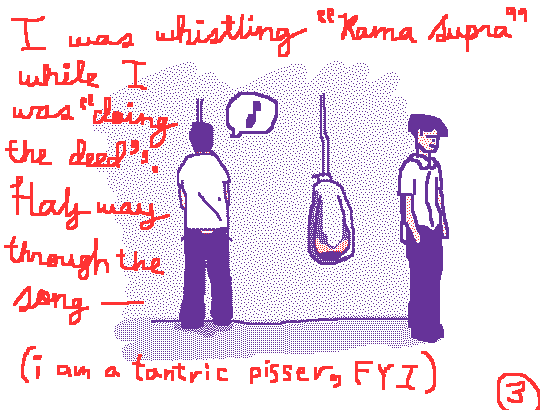 I was whistling "Kama Supra"
while I
was "doing
the deed".
Half way
through the
song —
(i am a tantric pisser, FYI)
3